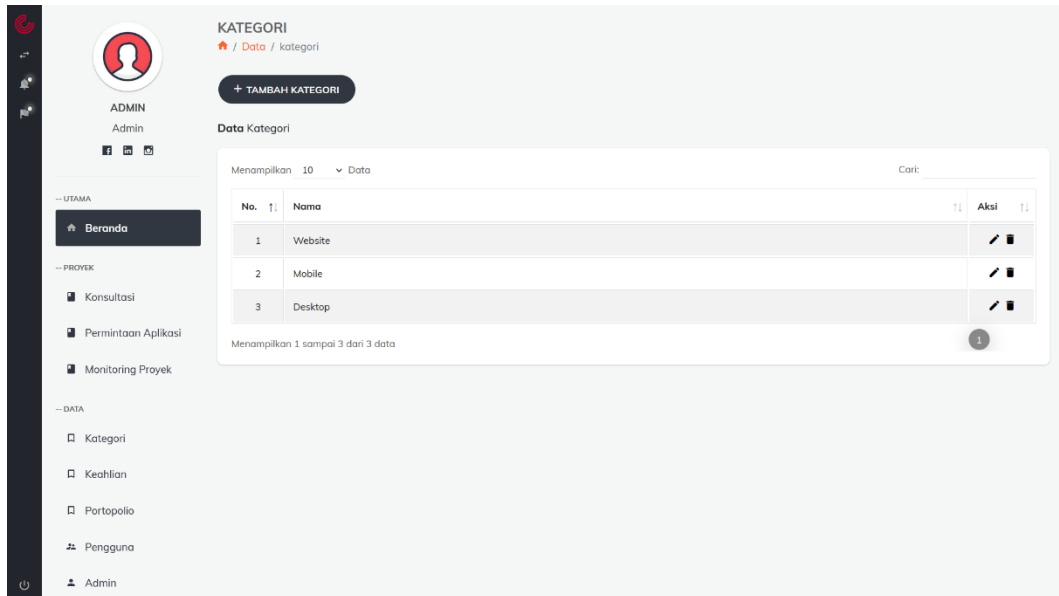 ADMIN
Admin
-- UTAMA
Beranda
-- PROYEK
Konsultasi
Permintaan Aplikasi
Monitoring Proyek
-- DATA
Kategori
Keahlian
Portopolio
Pengguna
Admin
KATEGORI
/ Data / kategori
+ TAMBAH KATEGORI
Data Kategori
Menampilkan 10 Data Cari:
No. Nama Aksi
1 Website
2 Mobile
3 Desktop
Menampilkan 1 sampai 3 dari 3 data 1